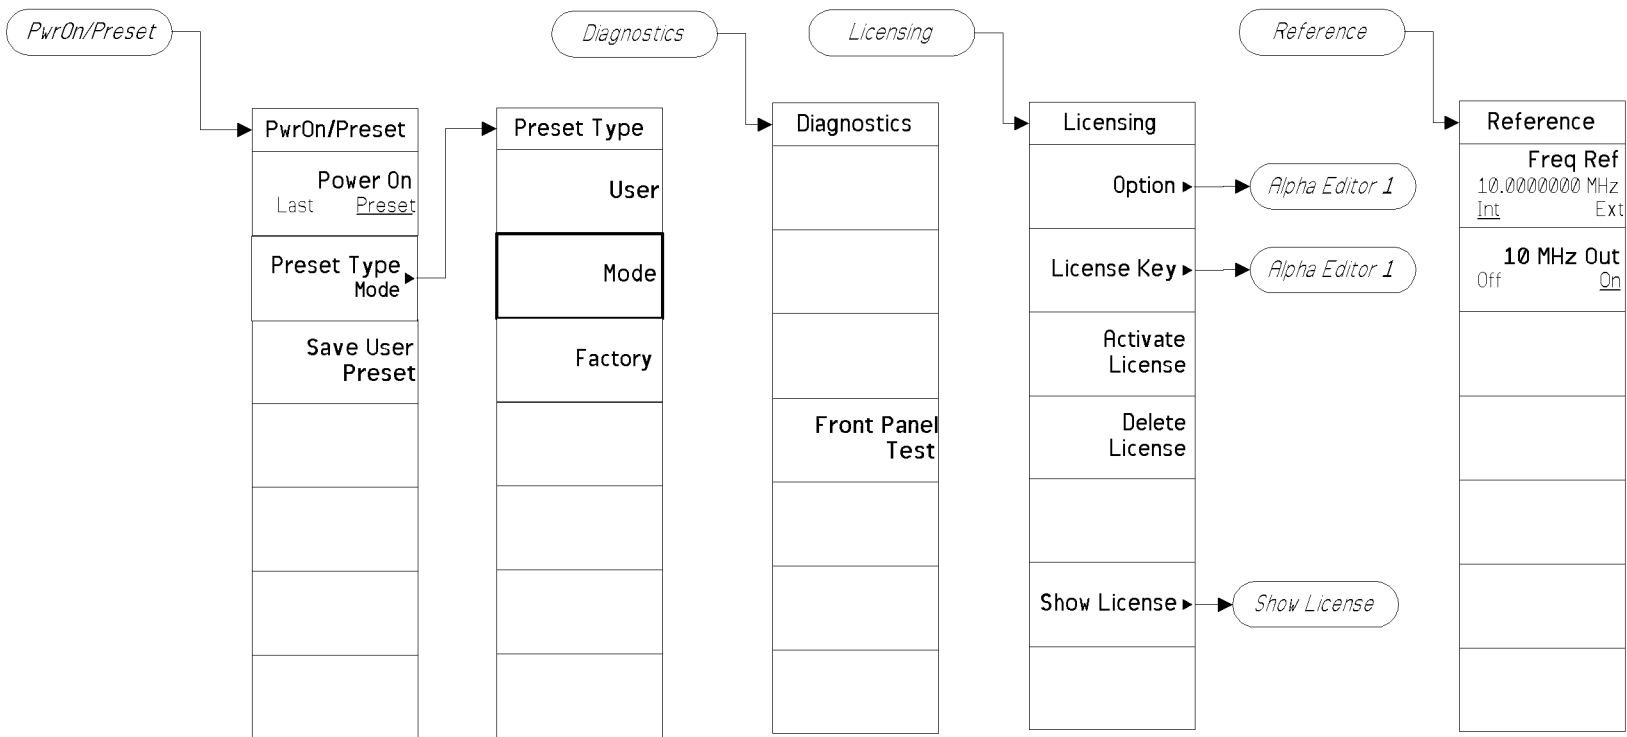 PwrOn/Preset
PwrOn/Preset
Power On
Last Preset
Preset Type
Mode
Save User
Preset
Preset Type
User
Mode
Factory
Diagnostics
Diagnostics
Front Panel
Test
Licensing
Licensing
Option
Alpha Editor 1
License Key
Alpha Editor 1
Activate
License
Delete
License
Show License
Show License
Reference
Reference
Freq Ref
10.0000000 MHz
Int Ext
10 MHz Out
Off On